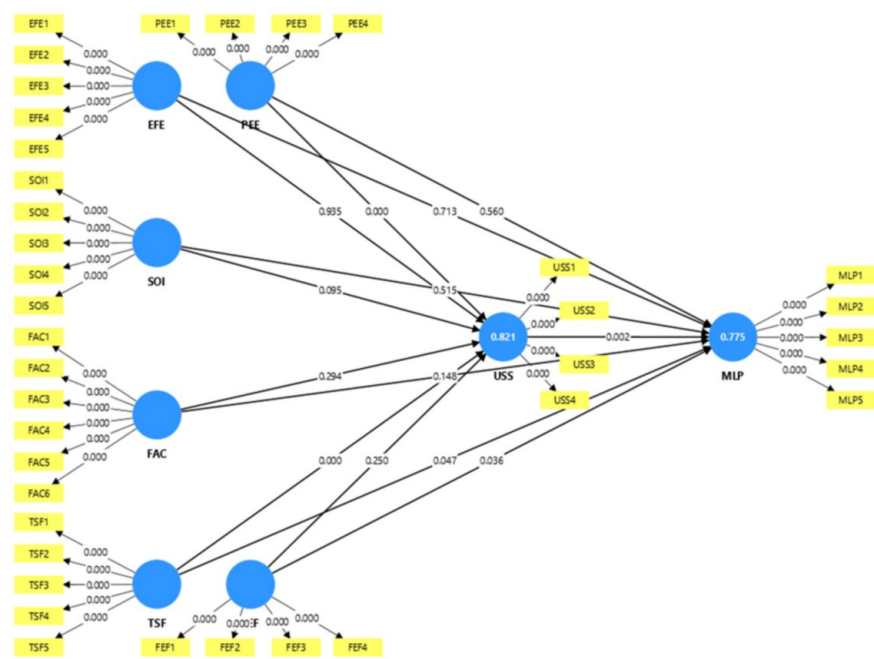 EFE1
EFE2
EFE3
EFE4
EFE5
0.000
0.000
0.000
0.000
0.000
EFE
PEE1
PEE2
PEE3
PEE4
0.000
0.000
0.000
0.000
PEE
SOI1
SOI2
SOI3
SOI4
SOI5
0.000
0.000
0.000
0.000
0.000
SOI
FAC1
FAC2
FAC3
FAC4
FAC5
FAC6
0.000
0.000
0.000
0.000
0.000
0.000
FAC
TSF1
TSF2
TSF3
TSF4
TSF5
0.000
0.000
0.000
0.000
0.000
TSF
FEF1
FEF2
FEF3
FEF4
0.000
0.000
0.000
0.000
0.935
0.000
0.713
0.560
0.095
0.515
0.294
0.148
0.000
0.250
0.047
0.036
0.821
USS
USS1
USS2
USS3
USS4
0.000
0.000
0.000
0.000
0.002
0.775
MLP
MLP1
MLP2
MLP3
MLP4
MLP5
0.000
0.000
0.000
0.000
0.000